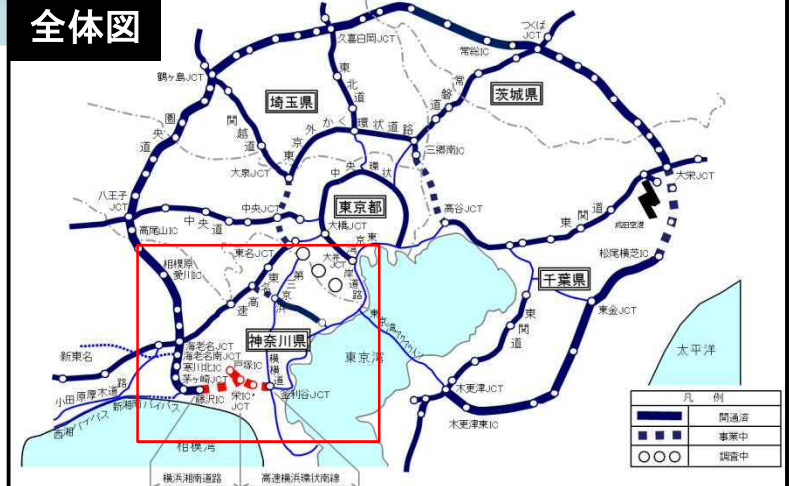 全体図
久喜白岡JCT
つくば
JCT
常総IC
鶴ヶ島JCT
東北道
常磐道
埼玉県
茨城県
圏央道
関越道
東京外かく環状道路
三郷南IC
大泉JCT
中央環状
大栄JCT
八王子
JCT
中央道
中央JCT
東京都
高谷JCT
東関道
成田空港
高尾山IC
大橋JCT
松尾横芝IC
相模原
愛川IC
東名JCT
大井
JCT
東京湾岸道路
千葉県
東名高速
第三京浜
東金JCT
神奈川県
東京湾アクアライン
東関道
海老名JCT
東京湾
太平洋
新東名
海老名南JCT
寒川北IC
戸塚IC
横横道
茅ヶ崎JCT
木更津JCT
小田原厚木道路
新湘南バイパス
藤沢IC
栄IC・
JCT
釜利谷JCT
木更津東IC
西湘バイパス
相模湾
凡例
開通済
事業中
調査中
横浜湘南道路
高速横浜環状南線